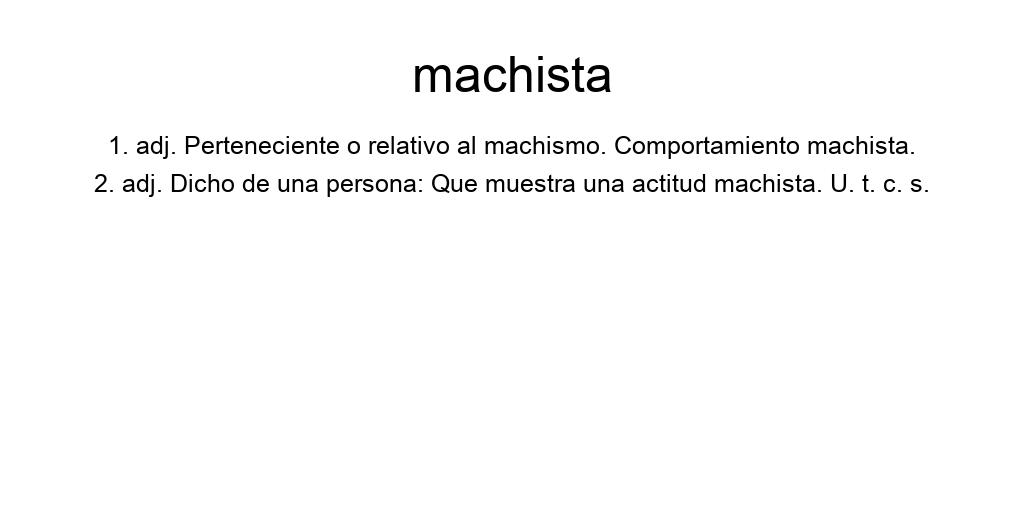 machista
1. adj. Perteneciente o relativo al machismo. Comportamiento machista.
2. adj. Dicho de una persona: Que muestra una actitud machista. U. t. c. s.